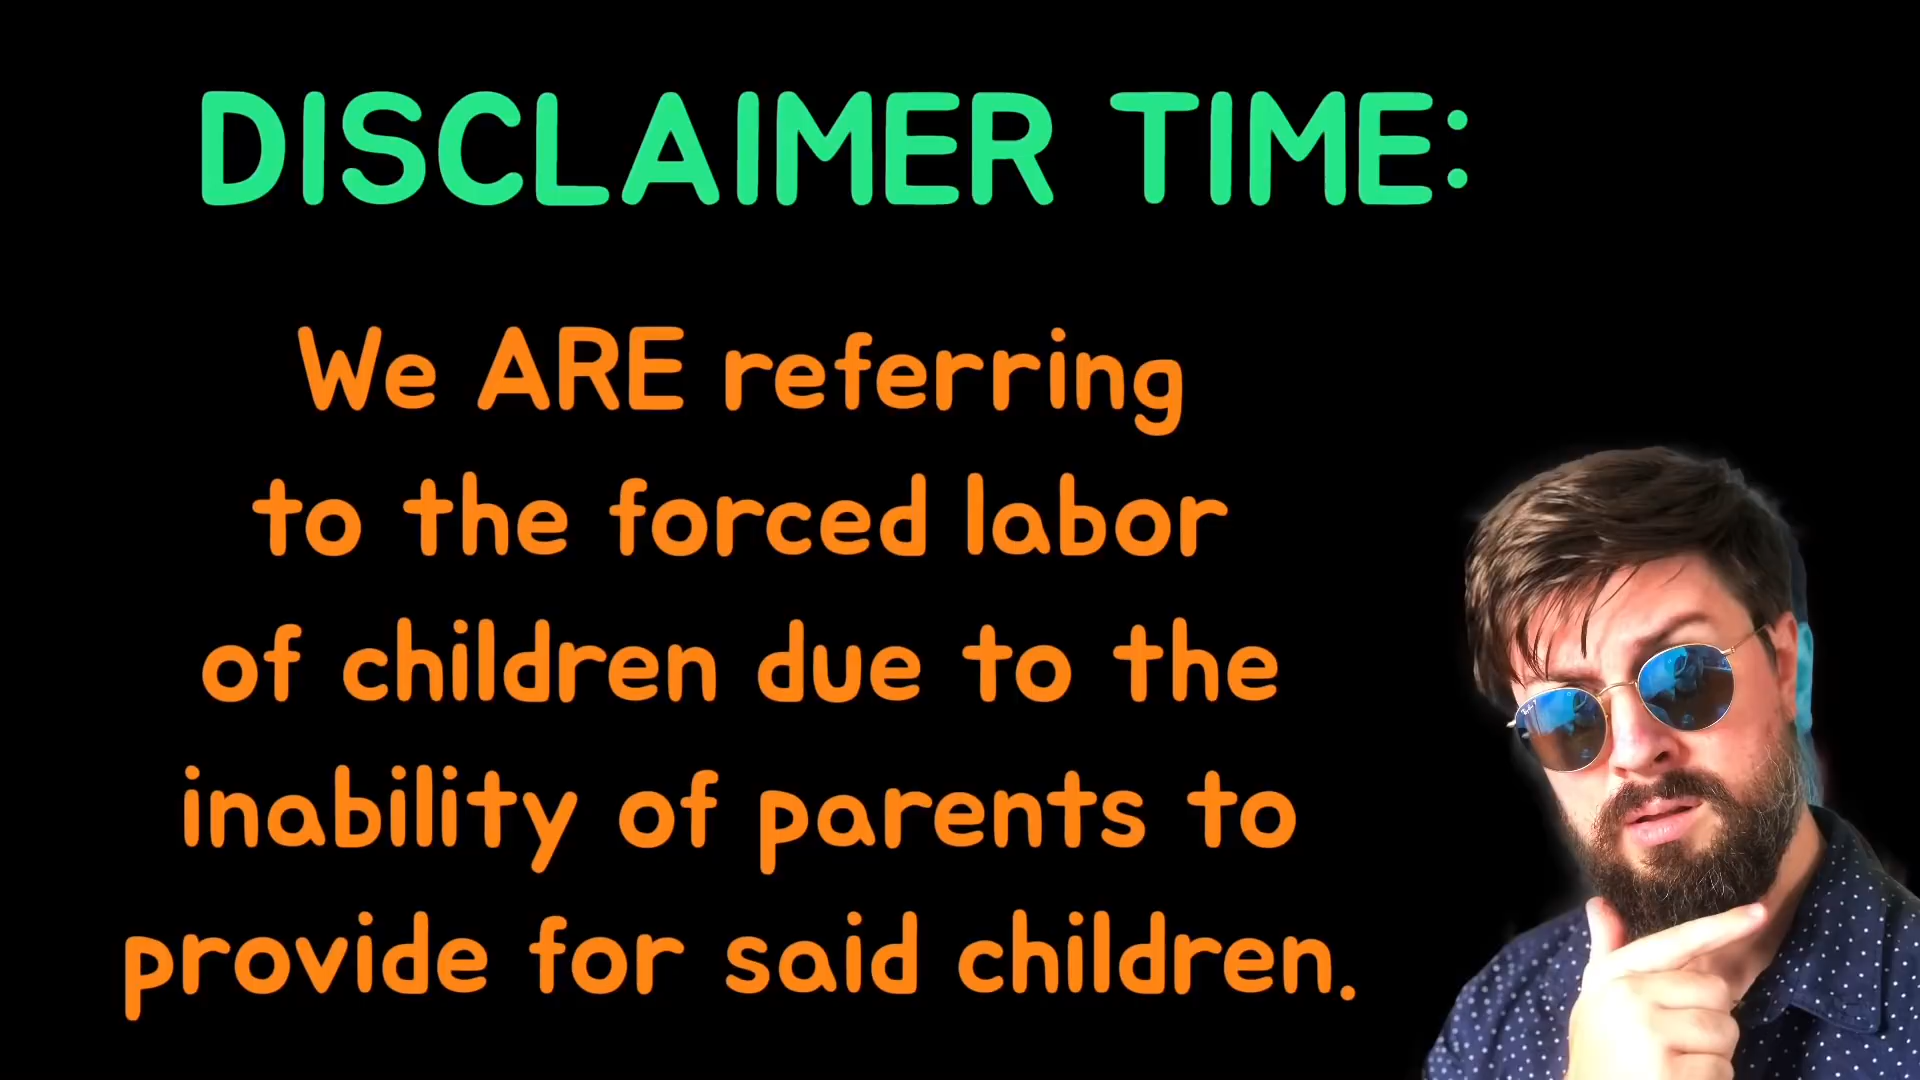 DISCLAIMER TIME:
We ARE referring
to the forced labor
of children due to the
inability of parents to
provide for said children.